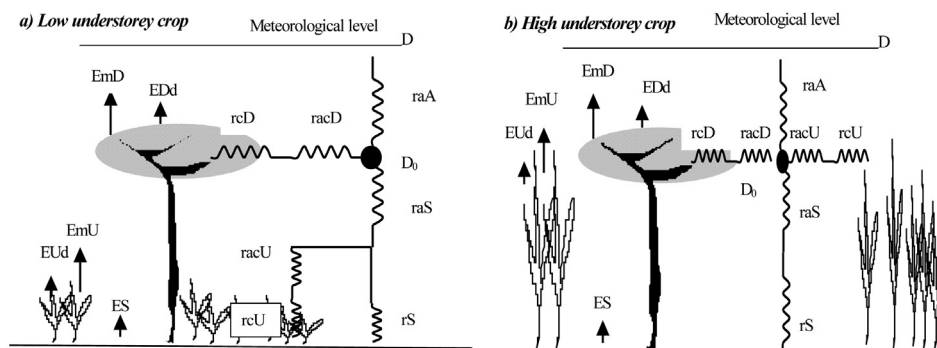 a) Low understorey crop
Meteorological level
D
EmD
EDd
raA
rcD
racD
D₀
raS
EmU
EUd
racU
ES
rcU
rS
b) High understorey crop
Meteorological level
D
EmD
EmU
EDd
raA
EUd
rcD
racD
racU
rcU
D₀
raS
ES
rS